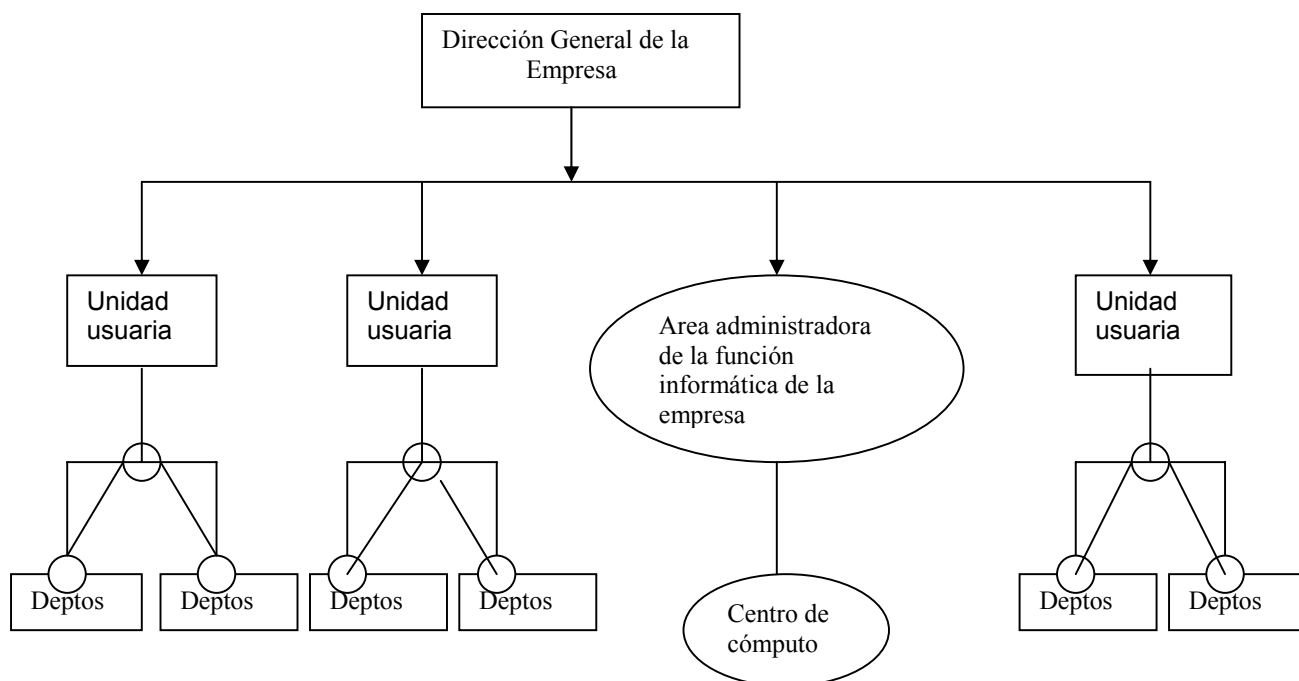 Dirección General de la
Empresa
Unidad
usuaria
Unidad
usuaria
Area administradora
de la función
informática de la
empresa
Unidad
usuaria
Deptos
Deptos
Deptos
Deptos
Centro de
cómputo
Deptos
Deptos